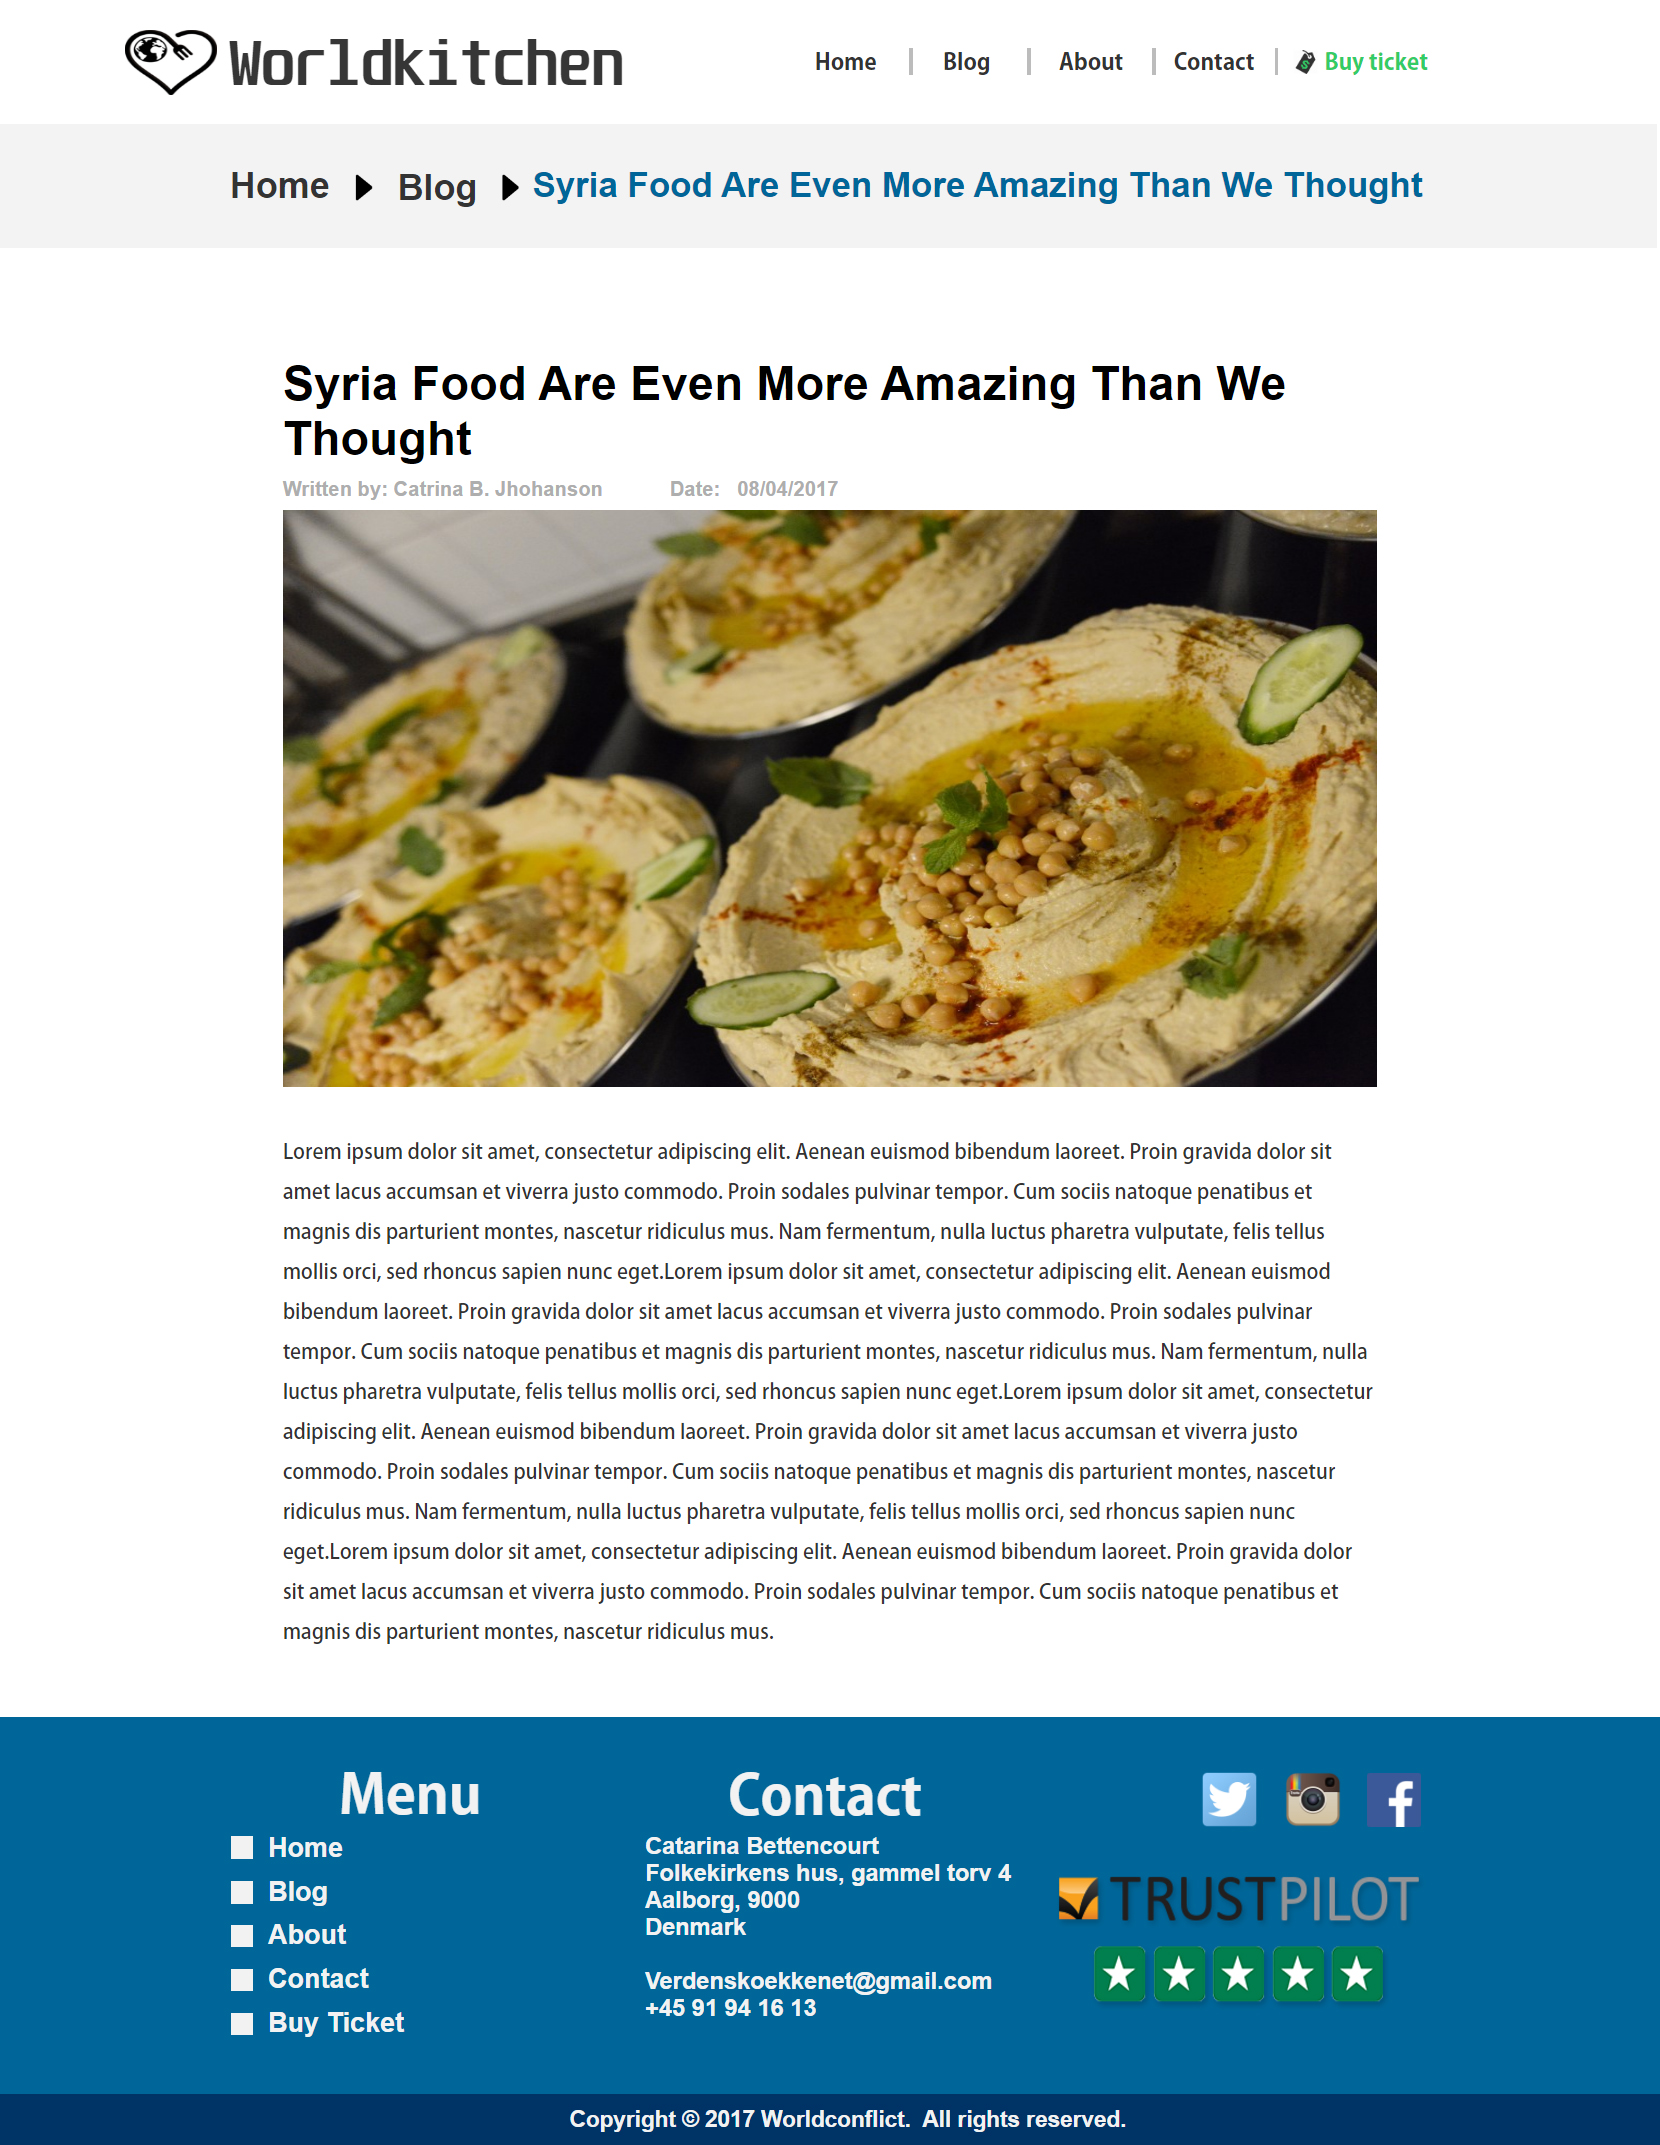 Worldkitchen
Home Blog About Contact Buy ticket
Home Blog Syria Food Are Even More Amazing Than We Thought
Syria Food Are Even More Amazing Than We
Thought
Written by: Catrina B. Jhohanson Date: 08/04/2017
Lorem ipsum dolor sit amet, consectetur adipiscing elit. Aenean euismod bibendum laoreet. Proin gravida dolor sit
amet lacus accumsan et viverra justo commodo. Proin sodales pulvinar tempor. Cum sociis natoque penatibus et
magnis dis parturient montes, nascetur ridiculus mus. Nam fermentum, nulla luctus pharetra vulputate, felis tellus
mollis orci, sed rhoncus sapien nunc eget.Lorem ipsum dolor sit amet, consectetur adipiscing elit. Aenean euismod
bibendum laoreet. Proin gravida dolor sit amet lacus accumsan et viverra justo commodo. Proin sodales pulvinar
tempor. Cum sociis natoque penatibus et magnis dis parturient montes, nascetur ridiculus mus. Nam fermentum, nulla
luctus pharetra vulputate, felis tellus mollis orci, sed rhoncus sapien nunc eget.Lorem ipsum dolor sit amet, consectetur
adipiscing elit. Aenean euismod bibendum laoreet. Proin gravida dolor sit amet lacus accumsan et viverra justo
commodo. Proin sodales pulvinar tempor. Cum sociis natoque penatibus et magnis dis parturient montes, nascetur
ridiculus mus. Nam fermentum, nulla luctus pharetra vulputate, felis tellus mollis orci, sed rhoncus sapien nunc
eget.Lorem ipsum dolor sit amet, consectetur adipiscing elit. Aenean euismod bibendum laoreet. Proin gravida dolor
sit amet lacus accumsan et viverra justo commodo. Proin sodales pulvinar tempor. Cum sociis natoque penatibus et
magnis dis parturient montes, nascetur ridiculus mus.
Menu
Home
Blog
About
Contact
Buy Ticket
Contact
Catarina Bettencourt
Folkekirkens hus, gammel torv 4
Aalborg, 9000
Denmark
Verdenskoekkenet@gmail.com
+45 91 94 16 13
TRUSTPILOT
Copyright © 2017 Worldconflict. All rights reserved.